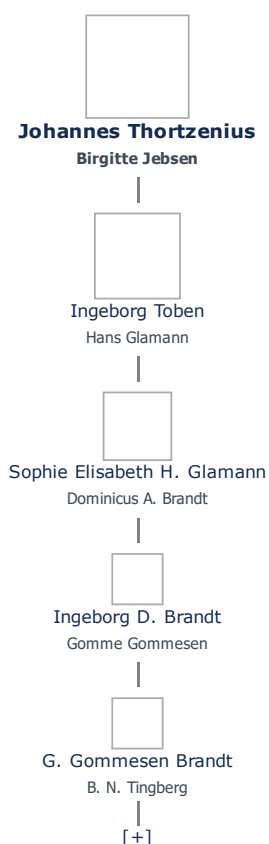 Johannes Thortzenius
Birgitte Jebsen
Ingeborg Toben
Hans Glamann
Sophie Elisabeth H. Glamann
Dominicus A. Brandt
Ingeborg D. Brandt
Gomme Gommesen
G. Gommesen Brandt
B. N. Tingberg
[+]